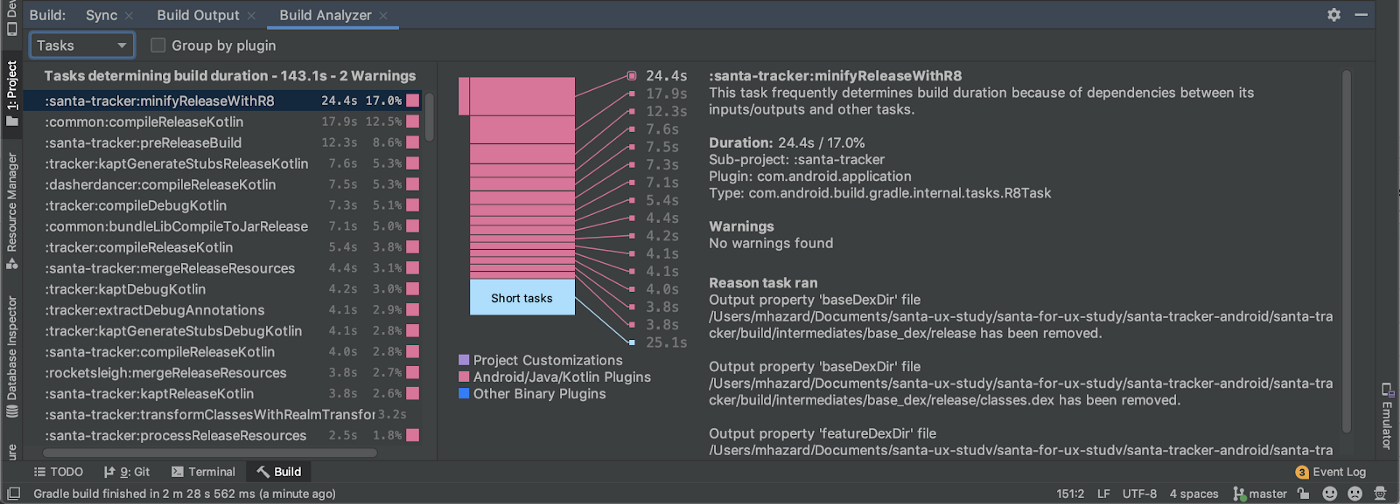 Build: Sync Build Output Build Analyzer
Tasks Group by plugin
Tasks determining build duration - 143.1s - 2 Warnings
:santa-tracker:minifyReleaseWithR8 24.4s 17.0%
:common:compileReleaseKotlin 17.9s 12.5%
:santa-tracker:preReleaseBuild 12.3s 8.6%
:tracker:kaptGenerateStubsReleaseKotlin 7.6s 5.3%
:dasherdancer:compileReleaseKotlin 7.5s 5.3%
:tracker:compileDebugKotlin 7.3s 5.1%
:common:bundleLibCompileToJarRelease 7.1s 5.0%
:tracker:compileReleaseKotlin 5.4s 3.8%
:santa-tracker:mergeReleaseResources 4.4s 3.1%
:tracker:kaptDebugKotlin 4.2s 3.0%
:tracker:extractDebugAnnotations 4.1s 2.9%
:tracker:kaptGenerateStubsDebugKotlin 4.1s 2.8%
:santa-tracker:compileReleaseKotlin 4.0s 2.8%
:rocketsleigh:mergeReleaseResources 3.8s 2.7%
:santa-tracker:kaptReleaseKotlin 3.8s 2.6%
:santa-tracker:transformClassesWithRealmTransfor 3.2s
:santa-tracker:processReleaseResources 2.5s 1.8%
24.4s
17.9s
12.3s
7.6s
7.5s
7.3s
7.1s
5.4s
4.4s
4.2s
4.1s
4.1s
4.0s
3.8s
3.8s
25.1s
Short tasks
Project Customizations
Android/Java/Kotlin Plugins
Other Binary Plugins
:santa-tracker:minifyReleaseWithR8
This task frequently determines build duration because of dependencies between its
inputs/outputs and other tasks.
Duration: 24.4s / 17.0%
Sub-project: :santa-tracker
Plugin: com.android.application
Type: com.android.build.gradle.internal.tasks.R8Task
Warnings
No warnings found
Reason task ran
Output property 'baseDexDir' file
/Users/mhazard/Documents/santa-ux-study/santa-for-ux-study/santa-tracker-android/santa-tra
cker/build/intermediates/base_dex/release has been removed.
Output property 'baseDexDir' file
/Users/mhazard/Documents/santa-ux-study/santa-for-ux-study/santa-tracker-android/santa-tra
cker/build/intermediates/base_dex/release/classes.dex has been removed.
Output property 'featureDexDir' file
/Users/mhazard/Documents/santa-ux-study/santa-for-ux-study/santa-tracker-android/santa-tra
1: Project
Resource Manager
Database Inspector
Emulator
TODO 9: Git Terminal Build 3 Event Log
Gradle build finished in 2 m 28 s 562 ms (a minute ago) 151:2 LF UTF-8 4 spaces master